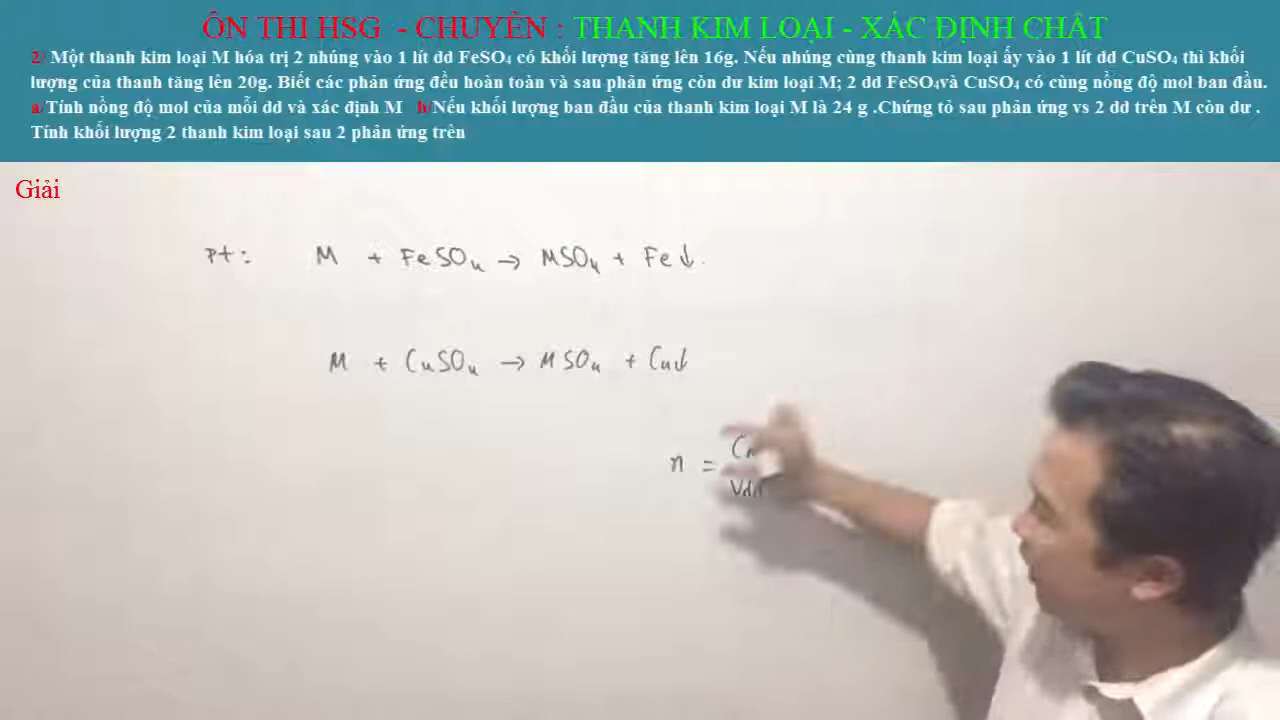 ÔN THI HSG - CHUYÊN : THANH KIM LOẠI - XÁC ĐỊNH CHẤT
2/ Một thanh kim loại M hóa trị 2 nhúng vào 1 lít dd FeSO₄ có khối lượng tăng lên 16g. Nếu nhúng cùng thanh kim loại ấy vào 1 lít dd CuSO₄ thì khối
lượng của thanh tăng lên 20g. Biết các phản ứng đều hoàn toàn và sau phản ứng còn dư kim loại M; 2 dd FeSO₄và CuSO₄ có cùng nồng độ mol ban đầu.
a/Tính nồng độ mol của mỗi dd và xác định M b/Nếu khối lượng ban đầu của thanh kim loại M là 24 g .Chứng tỏ sau phản ứng vs 2 dd trên M còn dư .
Tính khối lượng 2 thanh kim loại sau 2 phản ứng trên
Giải
Pt: M + FeSO₄ → MSO₄ + Fe↓.
M + CuSO₄ → MSO₄ + Cu↓
n =